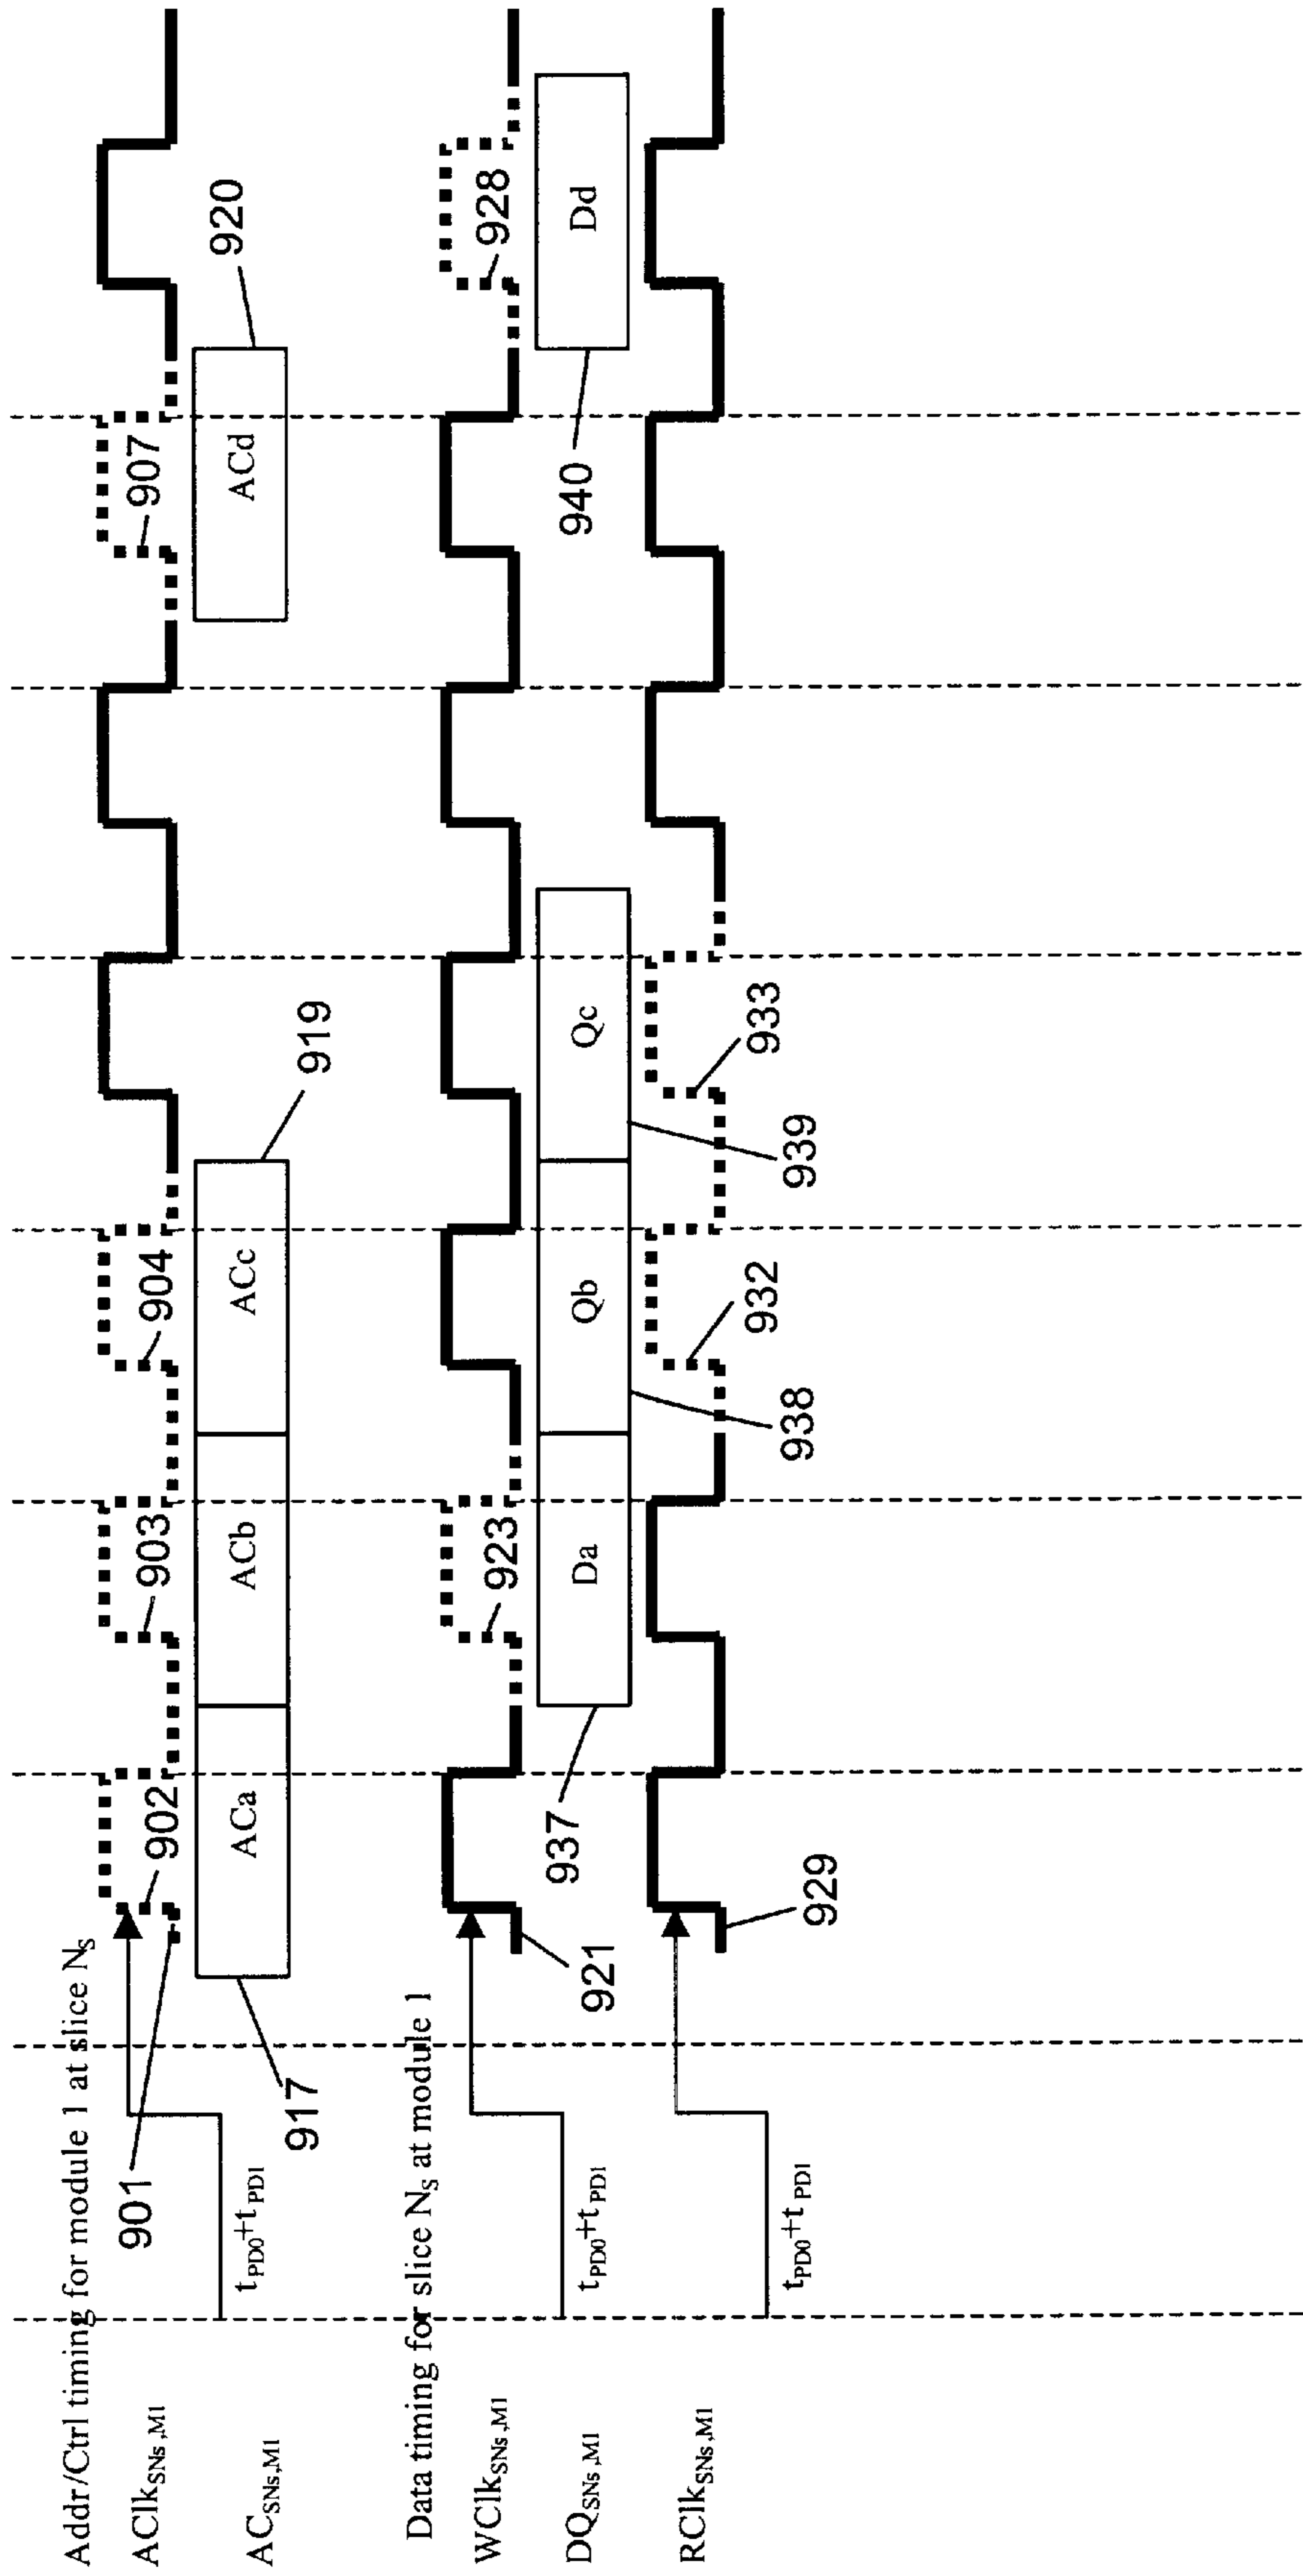 Addr/Ctrl timing for module 1 at slice N_S
AClk_SNs,M1
901
902
903
904
907
t_PD0+t_PD1
AC_SNs,M1
917
ACa
ACb
ACc
919
ACd
920
Data timing for slice N_S at module 1
WClk_SNs,M1
921
923
928
t_PD0+t_PD1
DQ_SNs,M1
937
Da
Qb
Qc
940
Dd
938
939
RClk_SNs,M1
929
932
933
t_PD0+t_PD1